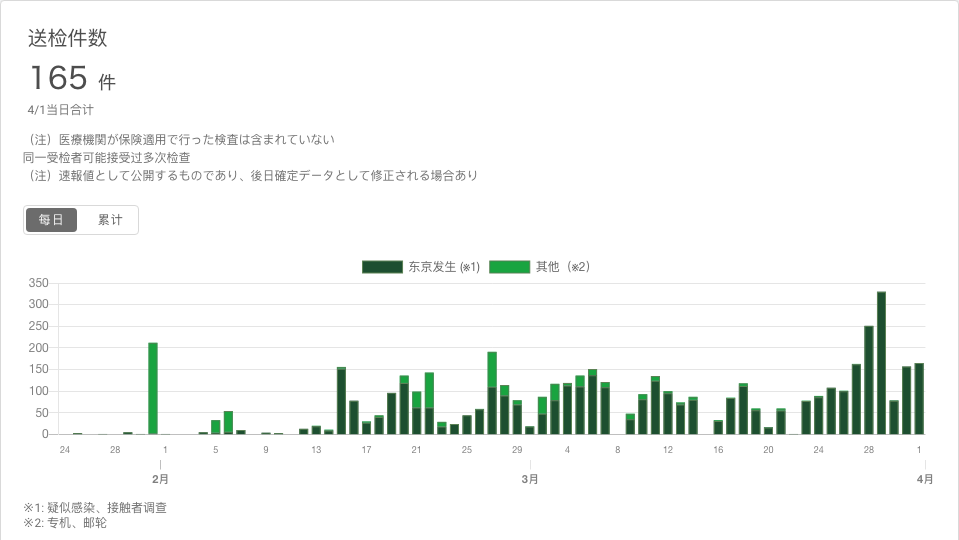 送检件数
165 件
4/1当日合计
（注）医療機関が保険適用で行った検査は含まれていない
同一受检者可能接受过多次检查
（注）速報値として公開するものであり、後日確定データとして修正される場合あり
每日 累计
东京发生 (※1) 其他（※2）
350
300
250
200
150
100
50
0
24 28 1 5 9 13 17 21 25 29 4 8 12 16 20 24 28 1
2月 3月 4月
※1: 疑似感染、接触者调查
※2: 专机、邮轮